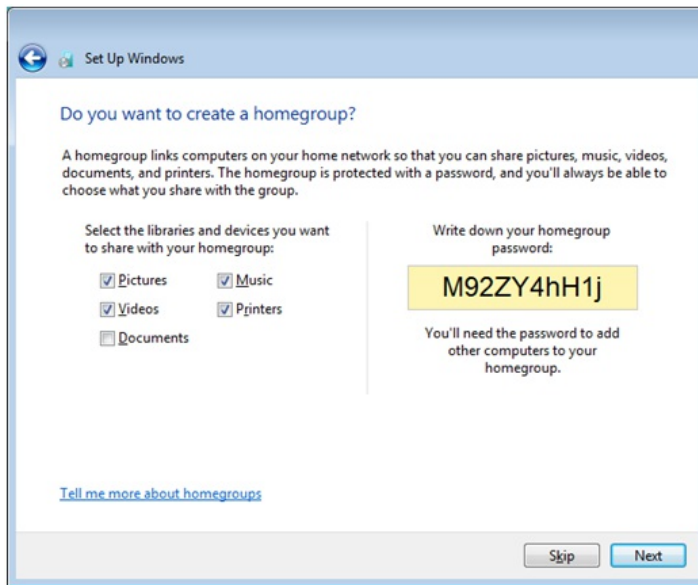 Set Up Windows
Do you want to create a homegroup?
A homegroup links computers on your home network so that you can share pictures, music, videos,
documents, and printers. The homegroup is protected with a password, and you'll always be able to
choose what you share with the group.
Select the libraries and devices you want
to share with your homegroup:
Pictures Music
Videos Printers
Documents
Write down your homegroup
password:
M92ZY4hH1j
You'll need the password to add
other computers to your
homegroup.
Tell me more about homegroups
Skip Next